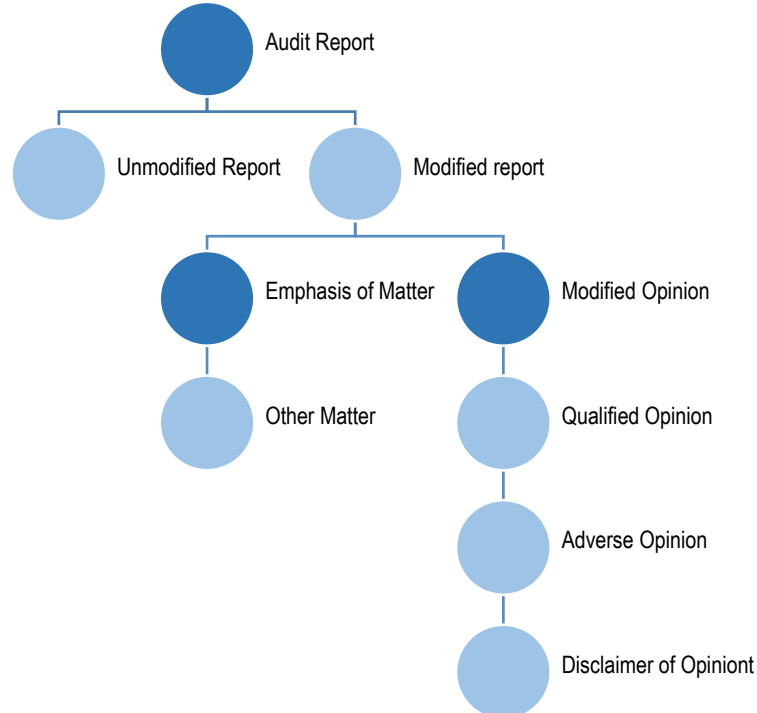 Audit Report
Unmodified Report
Modified report
Emphasis of Matter
Modified Opinion
Other Matter
Qualified Opinion
Adverse Opinion
Disclaimer of Opiniont